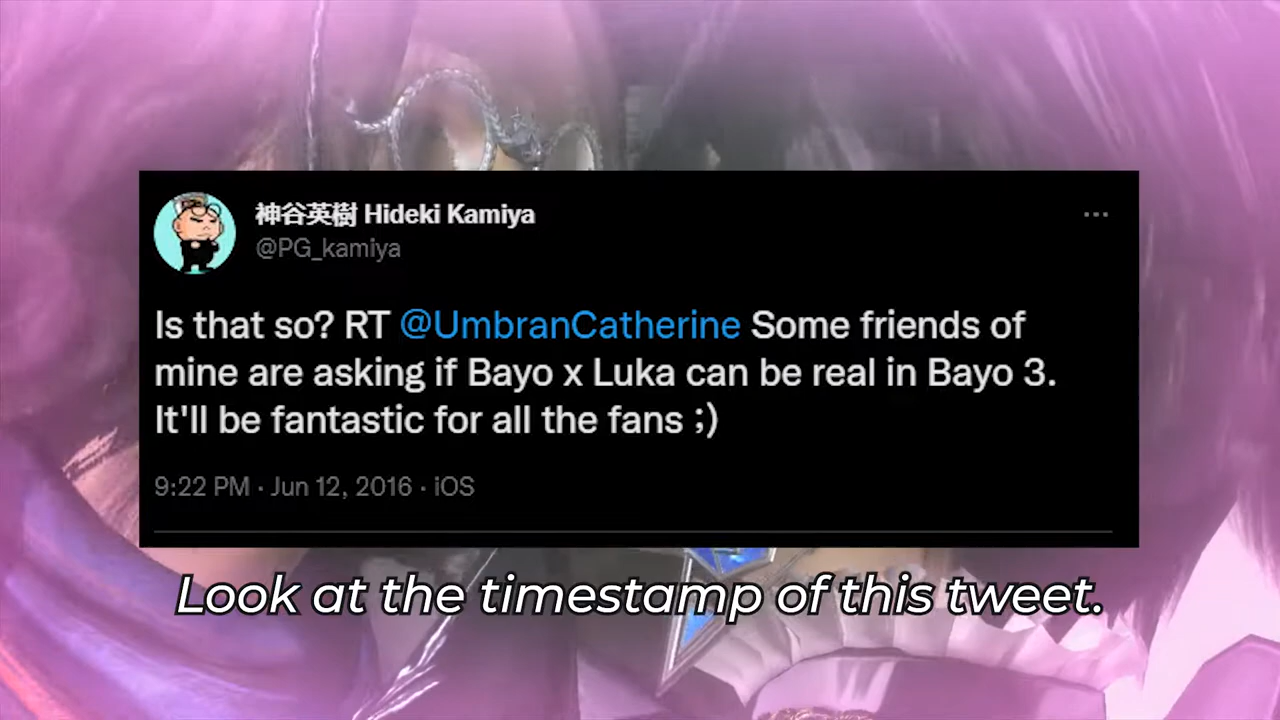 神谷英樹 Hideki Kamiya
@PG_kamiya
Is that so? RT @UmbranCatherine Some friends of
mine are asking if Bayo x Luka can be real in Bayo 3.
It'll be fantastic for all the fans ;)
9:22 PM · Jun 12, 2016 · iOS
Look at the timestamp of this tweet.